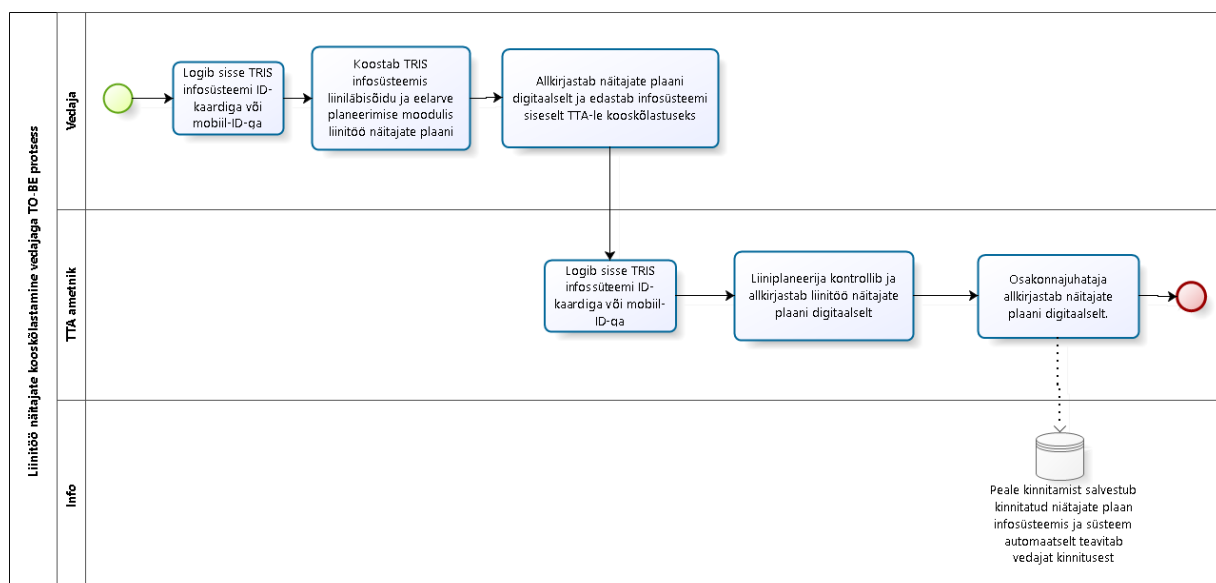 Liinitöö näitajate kooskõlastamine vedajaga TO-BE protsess
Vedaja
Logib sisse TRIS
infosüsteemi ID-
kaardiga või
mobiil-ID-ga
Koostab TRIS
infosüsteemis
liiniläbisõidu ja eelarve
planeerimise moodulis
liinitöö näitajate plaani
Allkirjastab näitajate plaani
digitaalselt ja edastab infosüsteemi
siseselt TTA-le kooskõlastuseks
TTA ametnik
Logib sisse TRIS
infossüteemi ID-
kaardiga või mobiil-
ID-ga
Liiniplaneerija kontrollib ja
allkirjastab liinitöö näitajate
plaani digitaalselt
Osakonnajuhataja
allkirjastab näitajate
plaani digitaalselt.
Info
Peale kinnitamist salvestub
kinnitatud niätajate plaan
infosüsteemis ja süsteem
automaatselt teavitab
vedajat kinnitusest